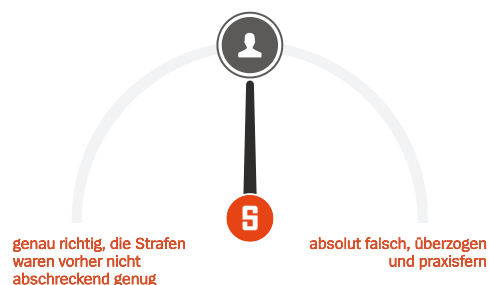 S
genau richtig, die Strafen
waren vorher nicht
abschreckend genug
absolut falsch, überzogen
und praxisfern